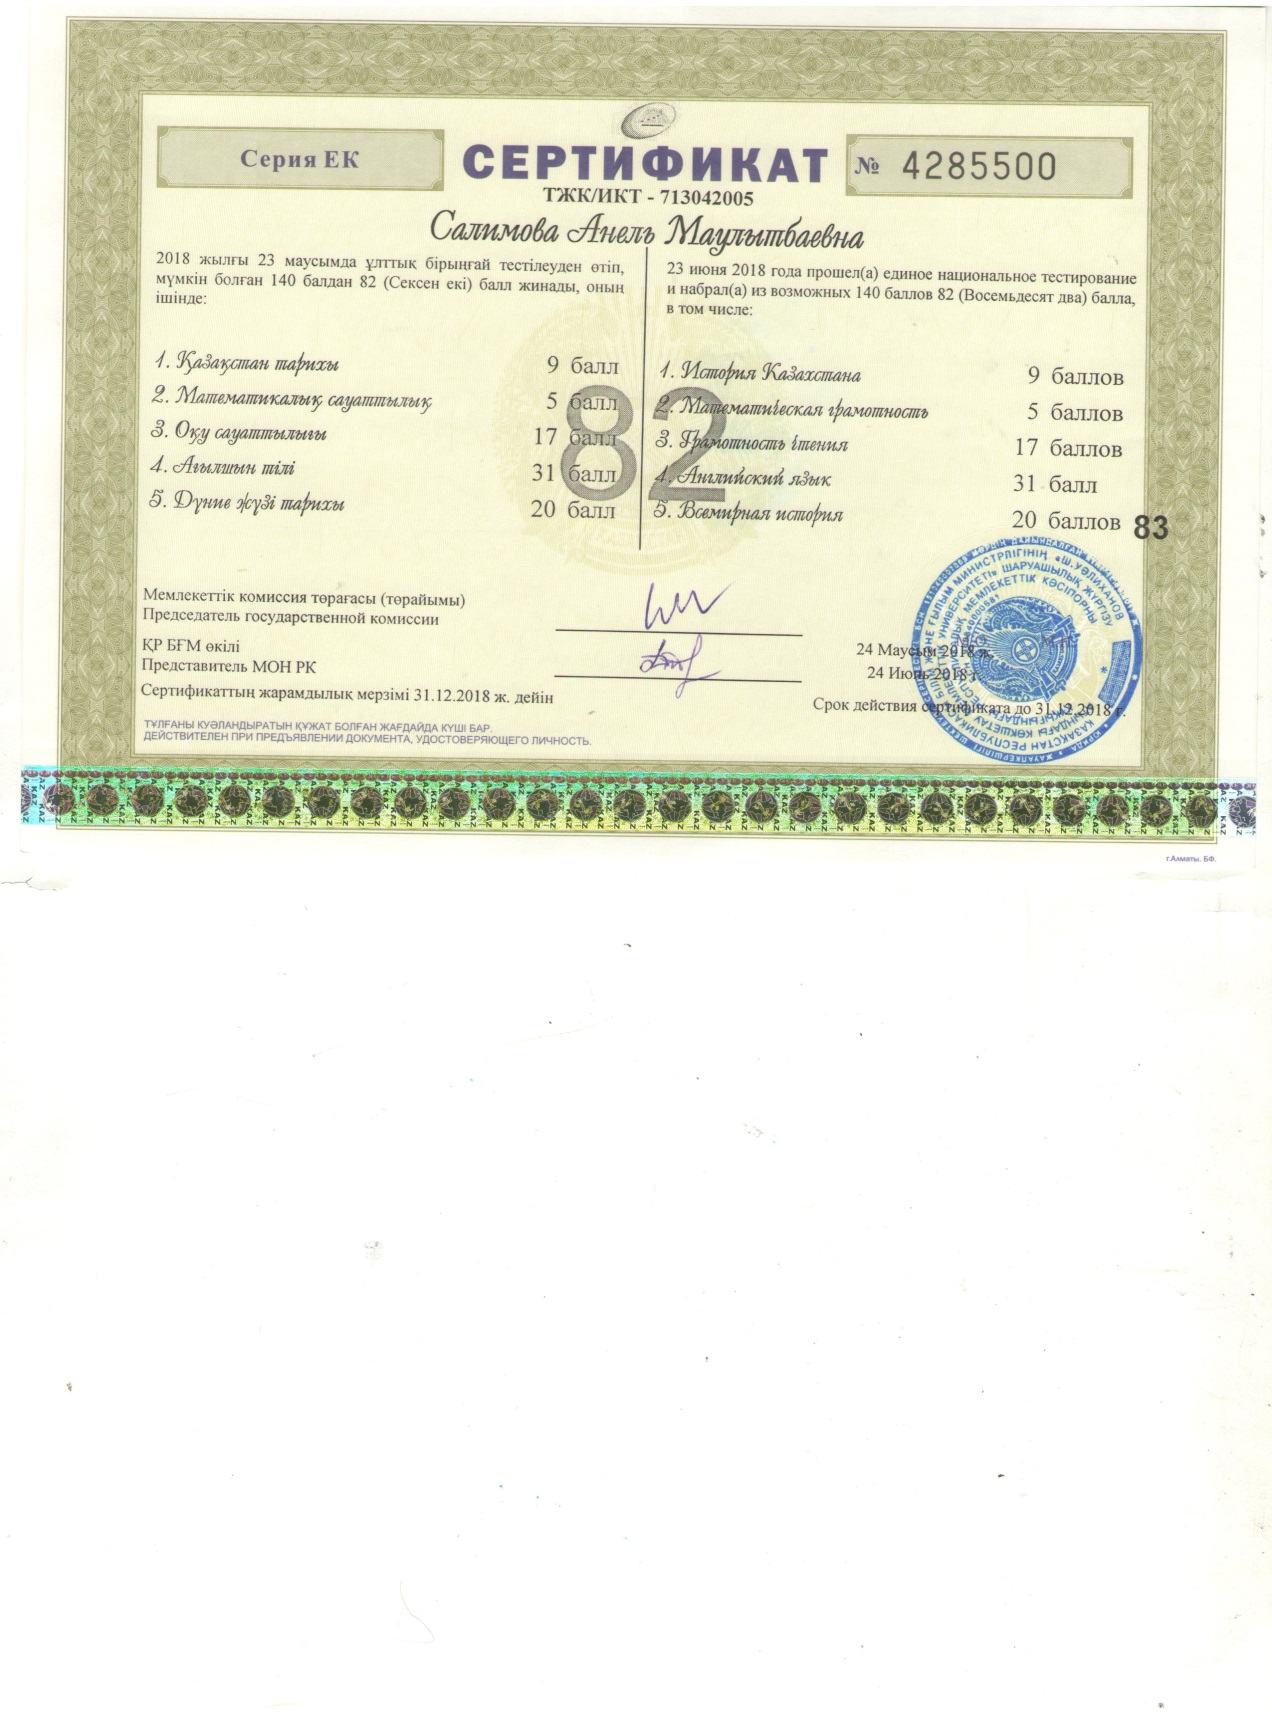 Серия ЕК
СЕРТИФИКАТ
№ 4285500
ТЖК/ИКТ - 713042005
Салимова Анель Маулытбаевна
2018 жылғы 23 маусымда ұлттық бірыңғай тестілеуден өтіп,
мүмкін болған 140 балдан 82 (Сексен екі) балл жинады, оның
ішінде:
1. Қазақстан тарихы 9 балл
2. Математикалық сауаттылық 5 балл
3. Оқу сауаттылығы 17 балл
4. Ағылшын тілі 31 балл
5. Дүние жүзі тарихы 20 балл
23 июня 2018 года прошел(а) единое национальное тестирование
и набрал(а) из возможных 140 баллов 82 (Восемьдесят два) балла,
в том числе:
1. История Казахстана 9 баллов
2. Математическая грамотность 5 баллов
3. Грамотность чтения 17 баллов
4. Английский язык 31 балл
5. Всемирная история 20 баллов
82
83
Мемлекеттік комиссия төрағасы (төрайымы)
Председатель государственной комиссии
ҚР БҒМ өкілі
Представитель МОН РК
24 Маусым 2018 ж.
24 Июнь 2018 г
Сертификаттың жарамдылық мерзімі 31.12.2018 ж. дейін
Срок действия сертификата до 31.12.2018 г.
ТҰЛҒАНЫ КУӘЛАНДЫРАТЫН ҚҰЖАТ БОЛҒАН ЖАҒДАЙДА КҮШІ БАР.
ДЕЙСТВИТЕЛЕН ПРИ ПРЕДЪЯВЛЕНИИ ДОКУМЕНТА, УДОСТОВЕРЯЮЩЕГО ЛИЧНОСТЬ.
KAZ
г.Алматы. БФ.